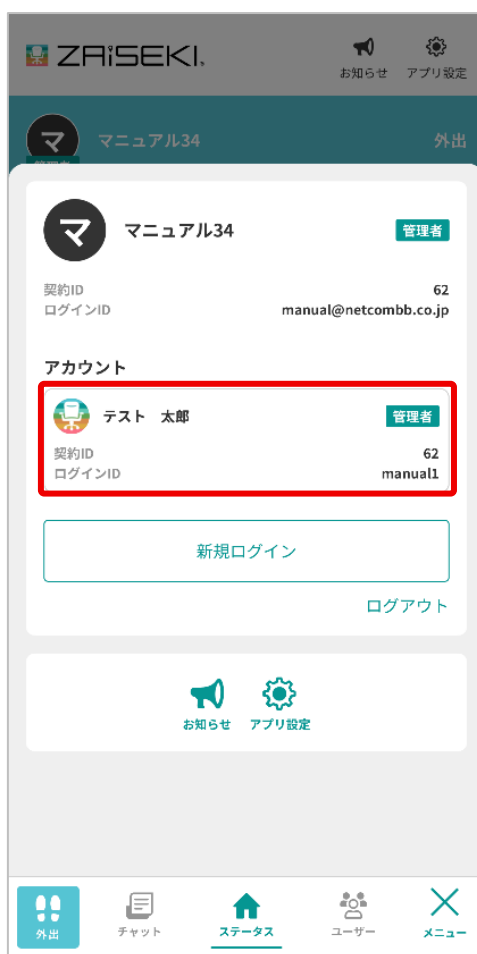 ZAiSEKI.
お知らせ アプリ設定
マ マニュアル34 外出
マ マニュアル34 管理者
契約ID 62
ログインID manual@netcombb.co.jp
アカウント
テスト 太郎 管理者
契約ID 62
ログインID manual1
新規ログイン
ログアウト
お知らせ アプリ設定
外出 チャット ステータス ユーザー メニュー